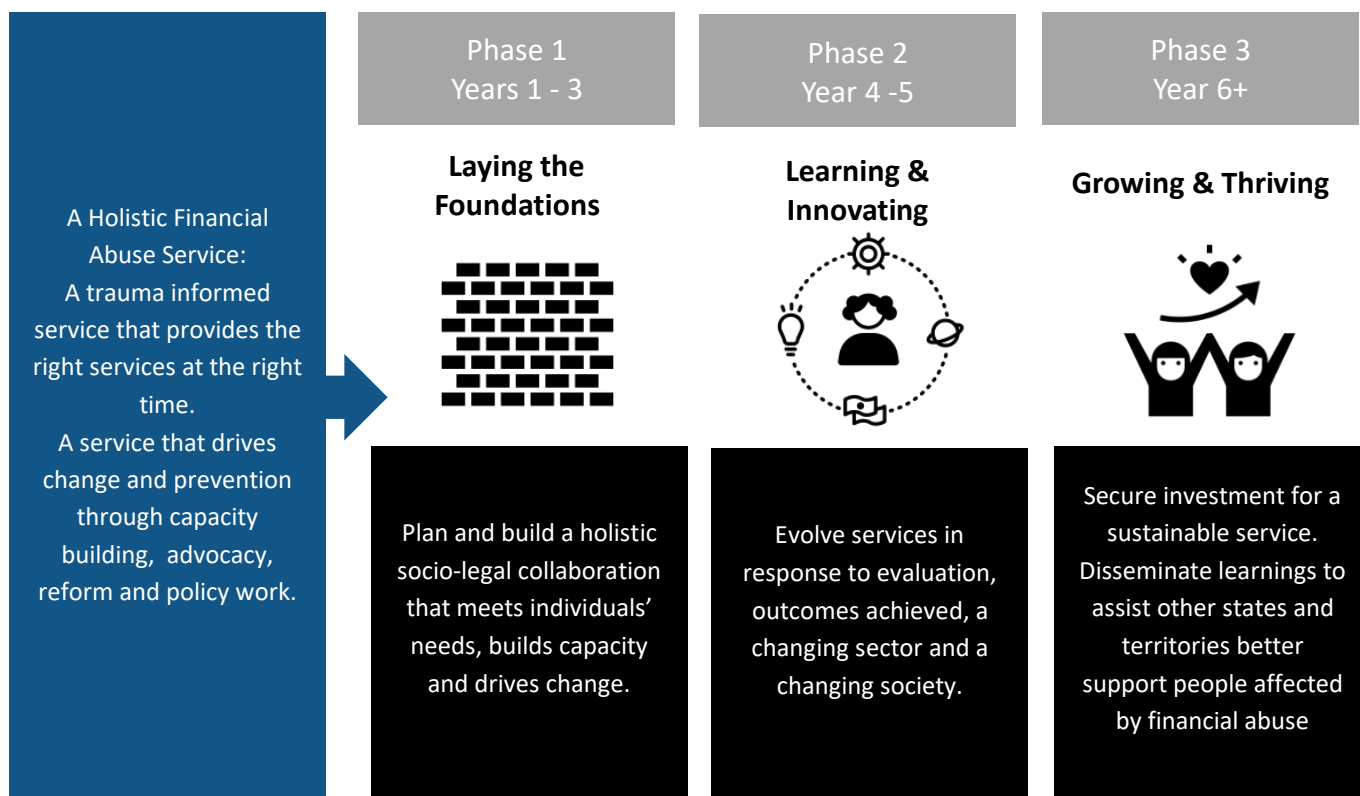 A Holistic Financial
Abuse Service:
A trauma informed
service that provides the
right services at the right
time.
A service that drives
change and prevention
through capacity
building, advocacy,
reform and policy work.
Phase 1
Years 1 - 3
Laying the
Foundations
Plan and build a holistic
socio-legal collaboration
that meets individuals’
needs, builds capacity
and drives change.
Phase 2
Year 4 -5
Learning &
Innovating
Evolve services in
response to evaluation,
outcomes achieved, a
changing sector and a
changing society.
Phase 3
Year 6+
Growing & Thriving
Secure investment for a
sustainable service.
Disseminate learnings to
assist other states and
territories better
support people affected
by financial abuse